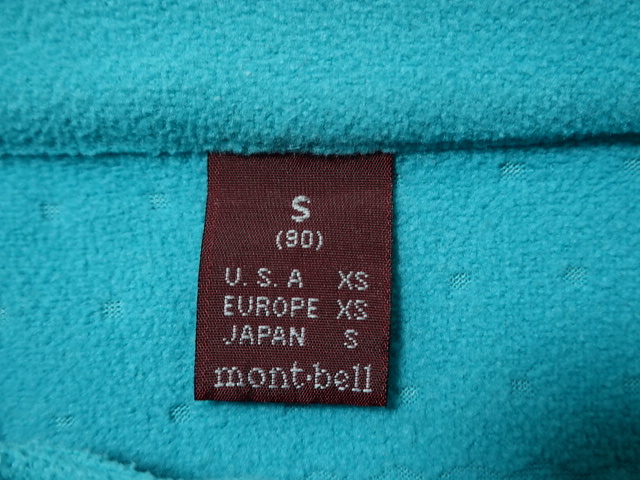 S
(90)
U.S.A XS
EUROPE XS
JAPAN S
mont·bell